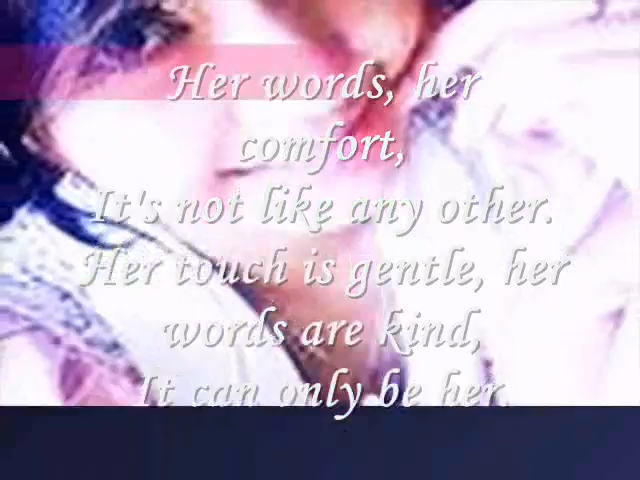 Her words, her
comfort,
It's not like any other.
Her touch is gentle, her
words are kind,
It can only be her.